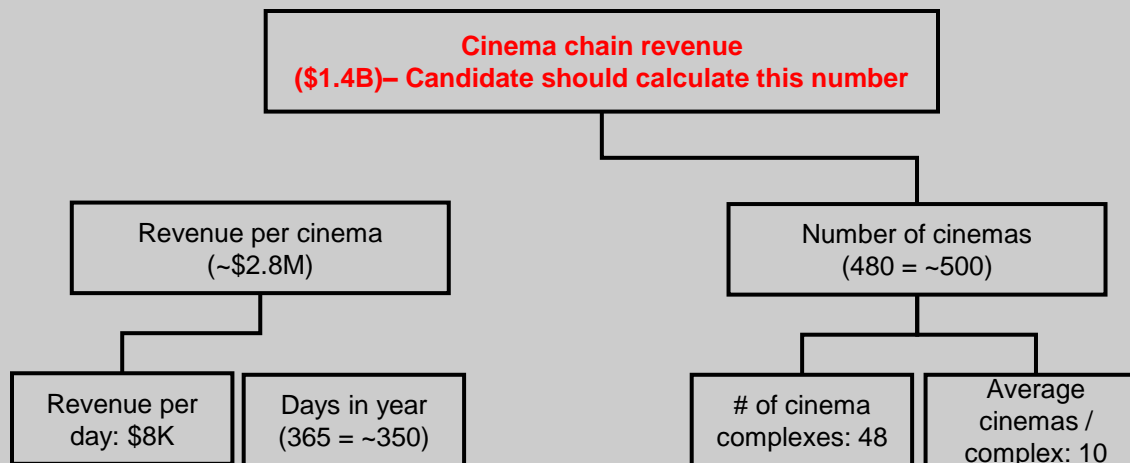 Cinema chain revenue
($1.4B)– Candidate should calculate this number
Revenue per cinema
(~$2.8M)
Number of cinemas
(480 = ~500)
Revenue per
day: $8K
Days in year
(365 = ~350)
# of cinema
complexes: 48
Average
cinemas /
complex: 10